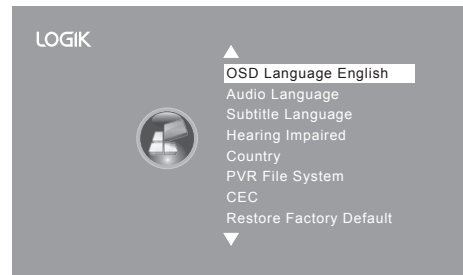 LOGIK
OSD Language English
Audio Language
Subtitle Language
Hearing Impaired
Country
PVR File System
CEC
Restore Factory Default